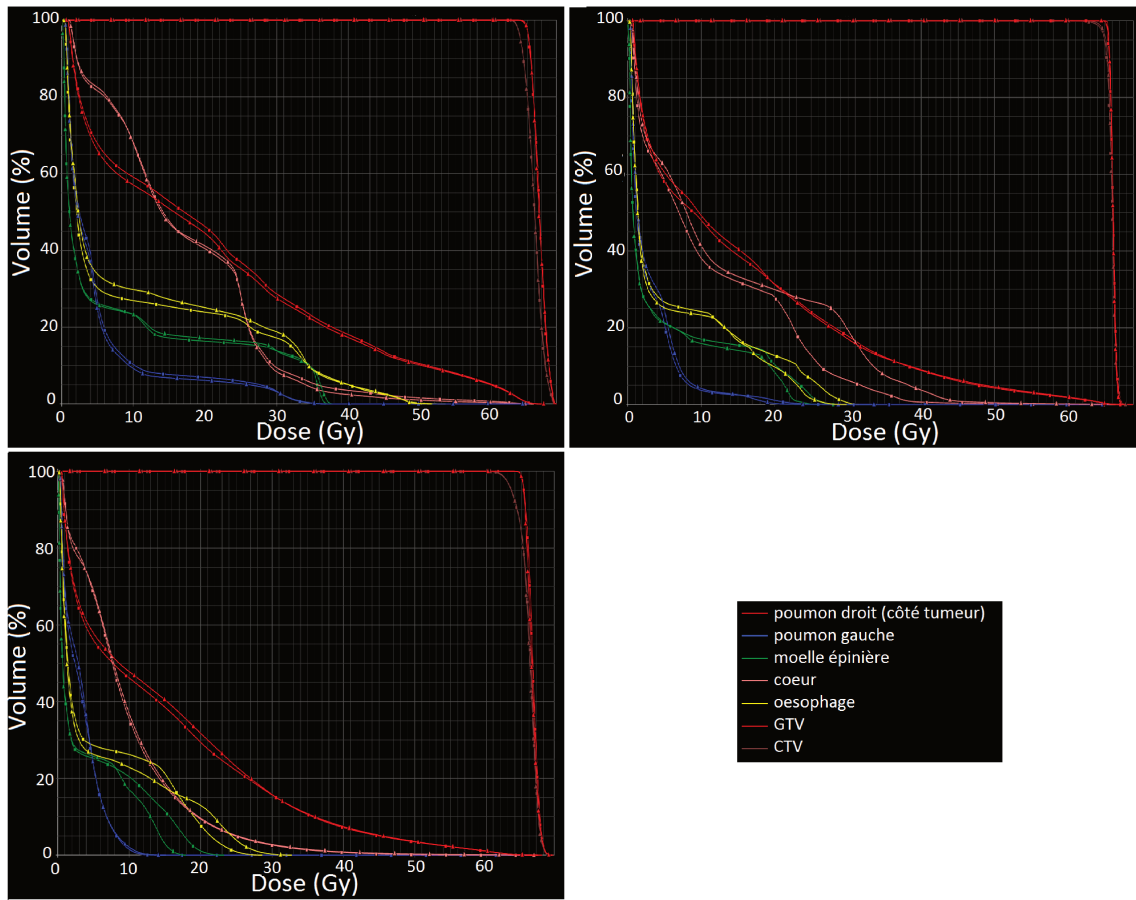 100
80
60
40
20
0
Volume (%)
0 10 20 30 40 50 60
Dose (Gy)
100
80
60
40
20
0
Volume (%)
0 10 20 30 40 50 60
Dose (Gy)
100
80
60
40
20
0
Volume (%)
0 10 20 30 40 50 60
Dose (Gy)
poumon droit (côté tumeur)
poumon gauche
moelle épinière
coeur
oesophage
GTV
CTV